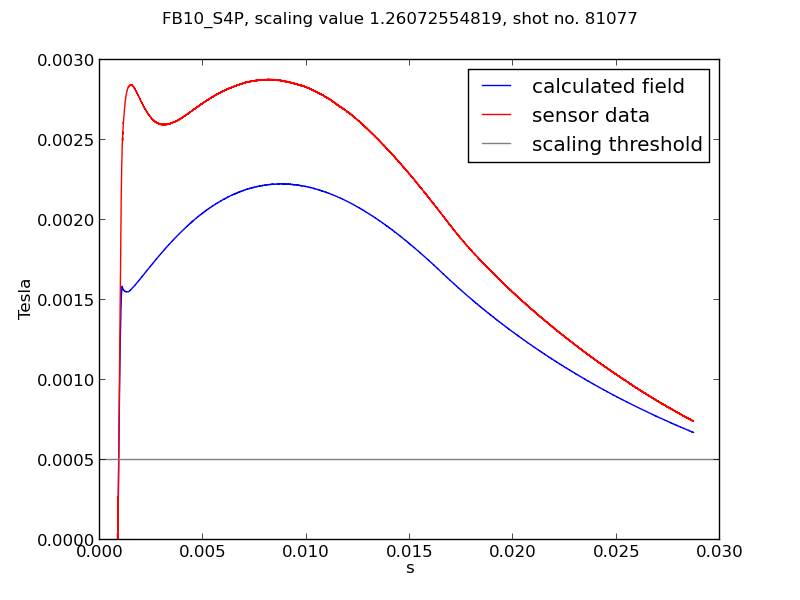 FB10_S4P, scaling value 1.26072554819, shot no. 81077
calculated field
sensor data
scaling threshold
Tesla
0.0030
0.0025
0.0020
0.0015
0.0010
0.0005
0.0000
0.000 0.005 0.010 0.015 0.020 0.025 0.030
s